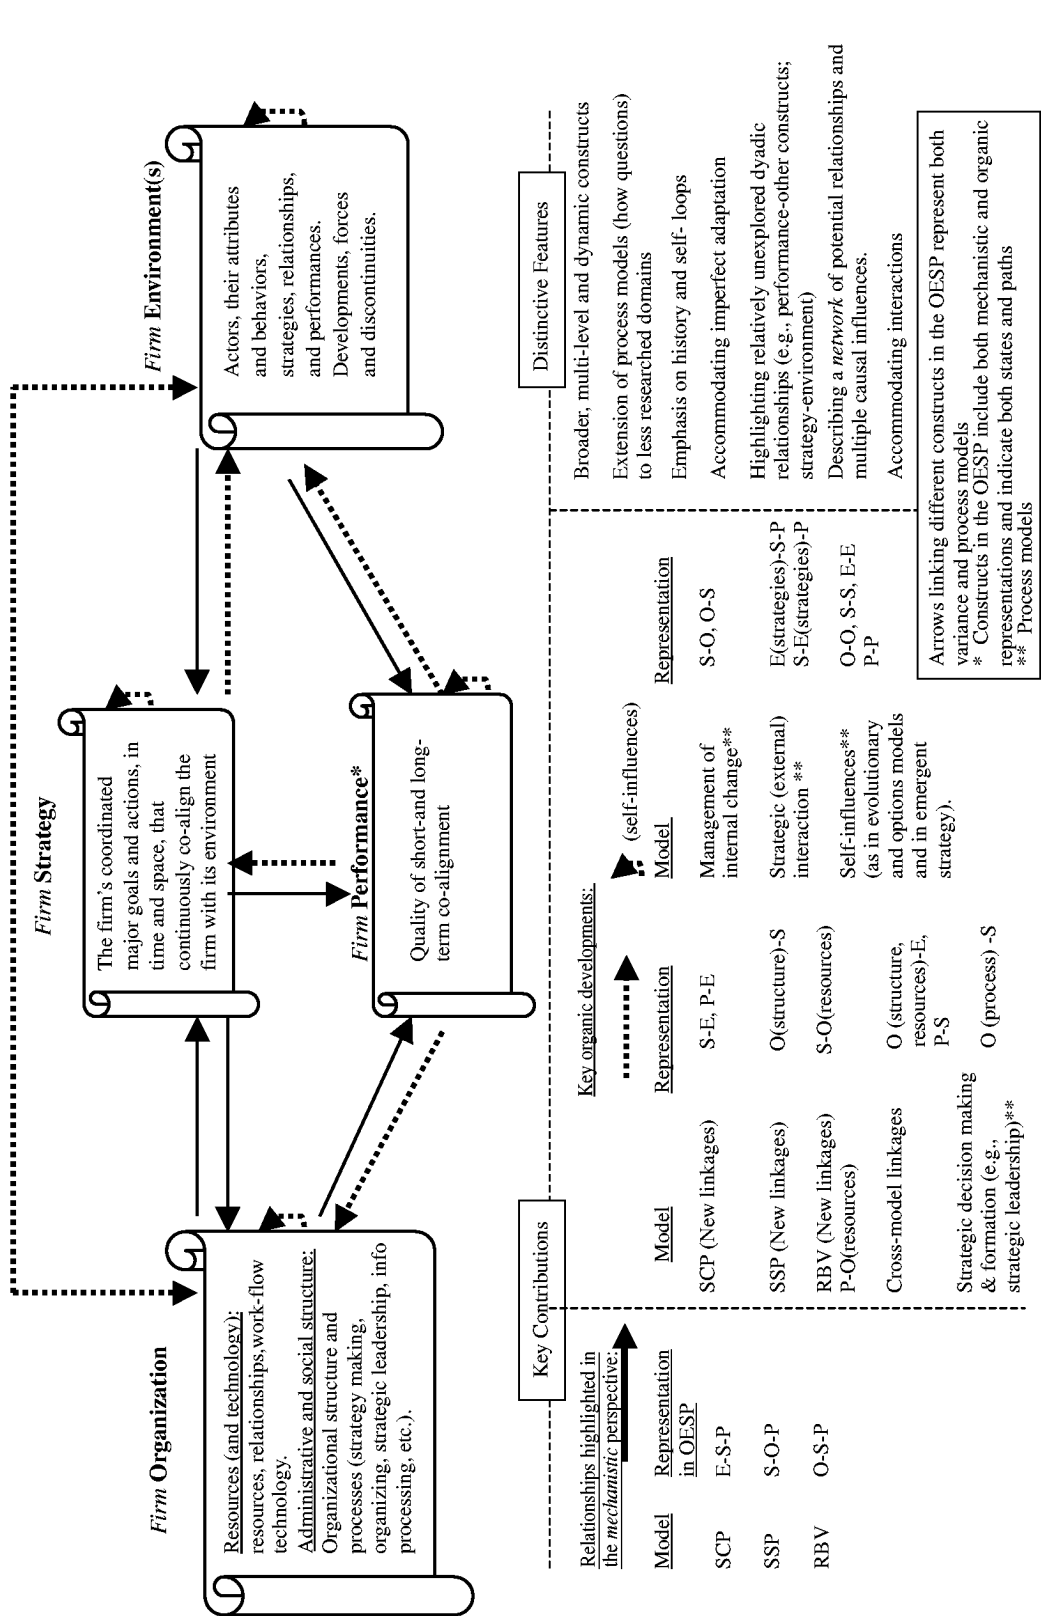 Firm Organization
Resources (and technology):
resources, relationships,work-flow
technology.
Administrative and social structure:
Organizational structure and
processes (strategy making,
organizing, strategic leadership, info
processing, etc.).
Firm Strategy
The firm's coordinated
major goals and actions, in
time and space, that
continuously co-align the
firm with its environment
Firm Performance*
Quality of short-and long-
term co-alignment
Firm Environment(s)
Actors, their attributes
and behaviors,
strategies, relationships,
and performances.
Developments, forces
and discontinuities.
Key Contributions
Relationships highlighted in
the mechanistic perspective:
Model
Representation
in OESP
SCP
E-S-P
SSP
S-O-P
RBV
O-S-P
Key organic developments:
(self-influences)
Model
Representation
SCP (New linkages)
S-E, P-E
SSP (New linkages)
O(structure)-S
RBV (New linkages)
S-O(resources)
P-O(resources)
Cross-model linkages
O (structure,
resources)-E,
P-S
Strategic decision making
& formation (e.g.,
strategic leadership)**
O (process) -S
Model
Representation
Management of
internal change**
S-O, O-S
Strategic (external)
interaction **
E(strategies)-S-P
S-E(strategies)-P
Self-influences**
(as in evolutionary
and options models
and in emergent
strategy).
O-O, S-S, E-E
P-P
Distinctive Features
Broader, multi-level and dynamic constructs
Extension of process models (how questions)
to less researched domains
Emphasis on history and self- loops
Accommodating imperfect adaptation
Highlighting relatively unexplored dyadic
relationships (e.g., performance-other constructs;
strategy-environment)
Describing a network of potential relationships and
multiple causal influences.
Accommodating interactions
Arrows linking different constructs in the OESP represent both
variance and process models
* Constructs in the OESP include both mechanistic and organic
representations and indicate both states and paths
** Process models